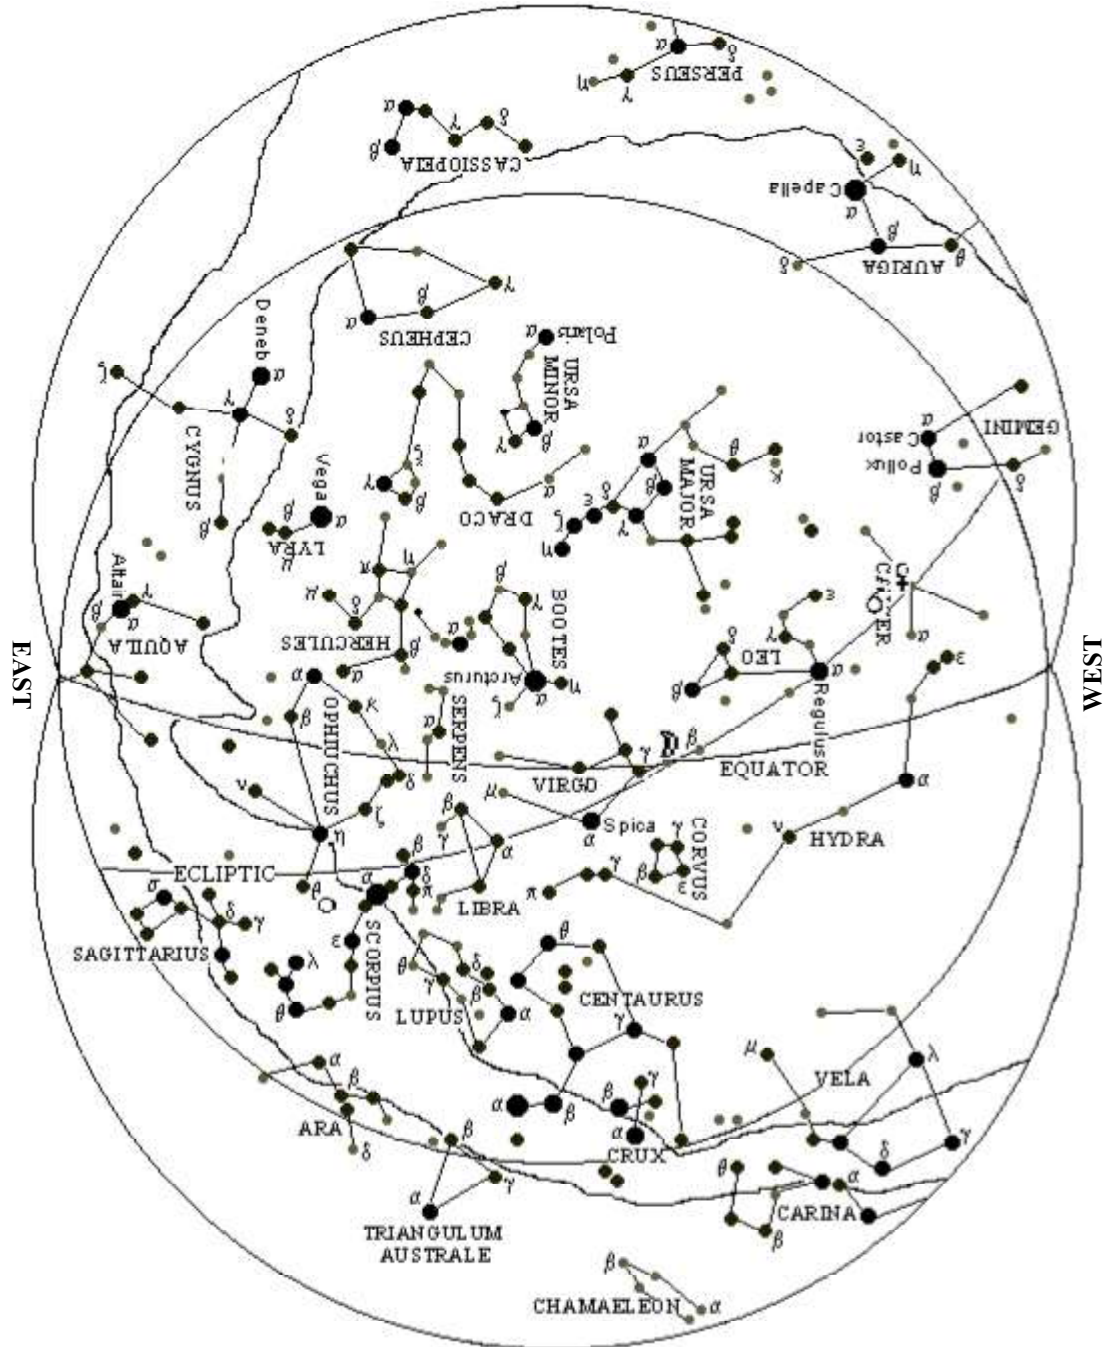 α
δ
PERSEUS
η
γ
α
δ
γ
β
CASSIOPEIA
ε
η
Capella
α
β
θ
δ
AURIGA
γ
β
α
CEPHEUS
Polaris
α
URSA
MINOR
β
γ
Deneb
α
ζ
γ
δ
CYGNUS
β
Vega
α
β
LYRA
μ
ζ
γ
β
α
DRACO
α
β
δ
ε
ζ
η
γ
URSA
MAJOR
θ
κ
GEMINI
α
Castor
Pollux
β
δ
Altair
γ
β
α
AQUILA
η
π
μ
δ
HERCULES
β
α
α
β
γ
BOOTES
Arcturus
η
α
ζ
ε
γ
δ
LEO
β
α
Regulus
α
ε
EAST
WEST
α
β
κ
OPHIUCHUS
λ
δ
ν
ζ
η
θ
SERPENS
α
β
γ
VIRGO
EQUATOR
μ
Spica
α
α
HYDRA
ν
CORVUS
γ
β
ε
γ
π
β
γ
α
LIBRA
ECLIPTIC
β
δ
π
α
SCORPIUS
ε
λ
θ
σ
δ
γ
SAGITTARIUS
θ
δ
γ
β
α
LUPUS
θ
CENTAURUS
γ
α
β
μ
λ
VELA
δ
γ
α
β
ARA
δ
γ
β
α
CRUX
β
γ
α
TRIANGULUM
AUSTRALE
θ
α
CARINA
β
β
CHAMAELEON
α